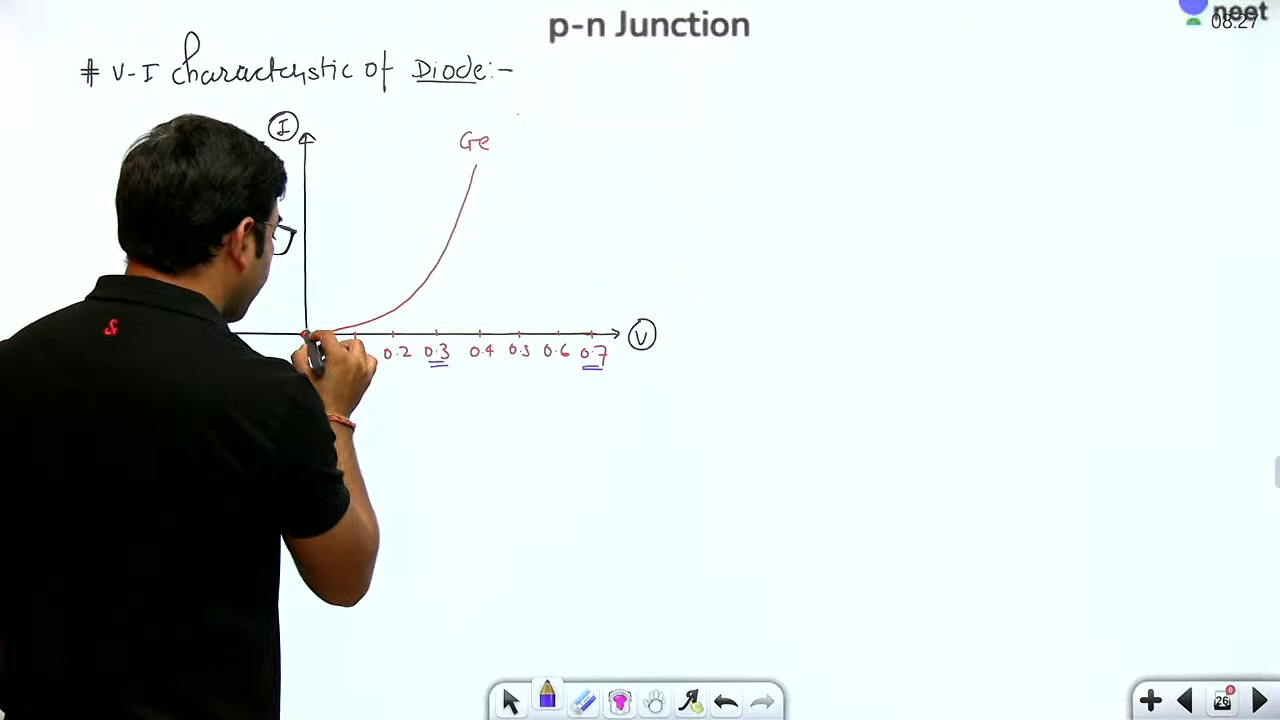 p-n Junction
neet
08:27
# V-I characteristic of Diode:-
I
Ge
V
0.2 0.3 0.4 0.5 0.6 0.7
26